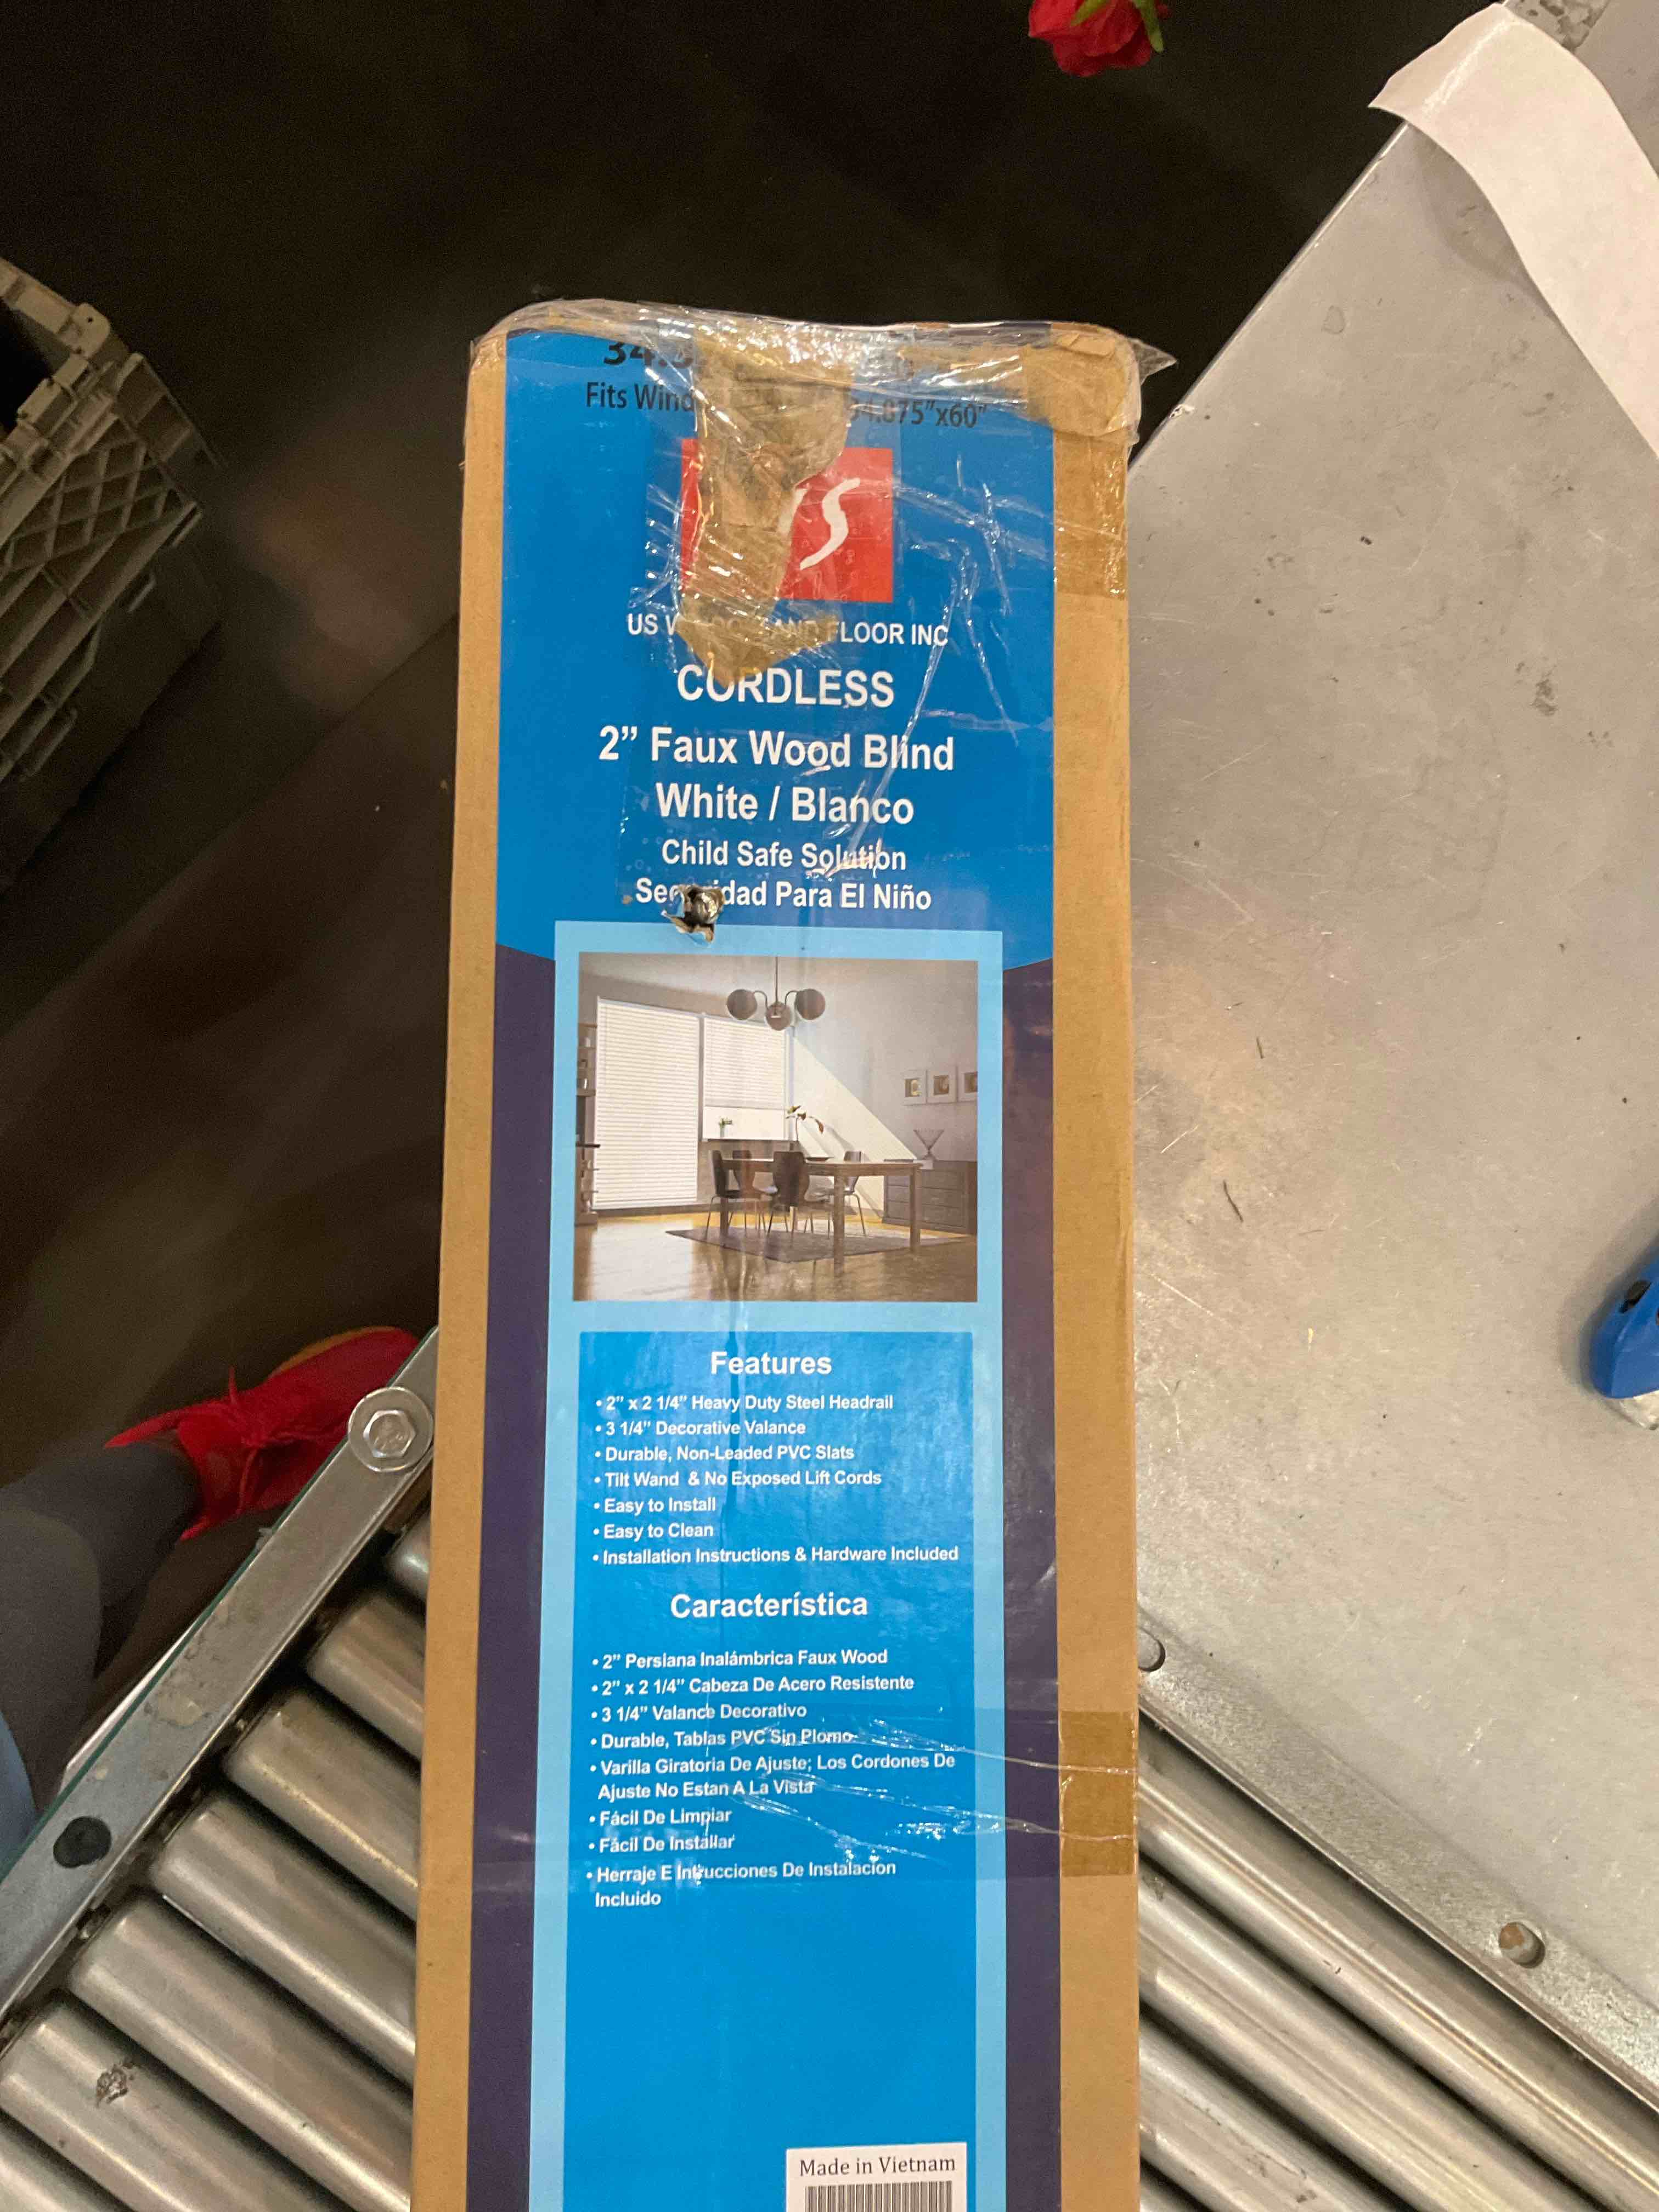 Fits
x60"
S
US FLOOR INC
CORDLESS
2” Faux Wood Blind
White / Blanco
Child Safe Solution
Para El Niño
Features
• 2” x 2 1/4” Heavy Duty Steel Headrail
• 3 1/4” Decorative Valance
• Durable, Non-Leaded PVC Slats
• Tilt Wand & No Exposed Lift Cords
• Easy to Install
• Easy to Clean
• Installation Instructions & Hardware Included
Característica
• 2” Persiana Inalámbrica Faux Wood
• 2” x 2 1/4” Cabeza De Acero Resistente
• 3 1/4” Valance Decorativo
• Durable, Tablas PVC Sin Plomo
• Varilla Giratoria De Ajuste; Los Cordones De
Ajuste No Estan A La Vista
• Fácil De Limpiar
• Fácil De Installar
• Herraje E Intrucciones De Instalacion
Incluido
Made in Vietnam